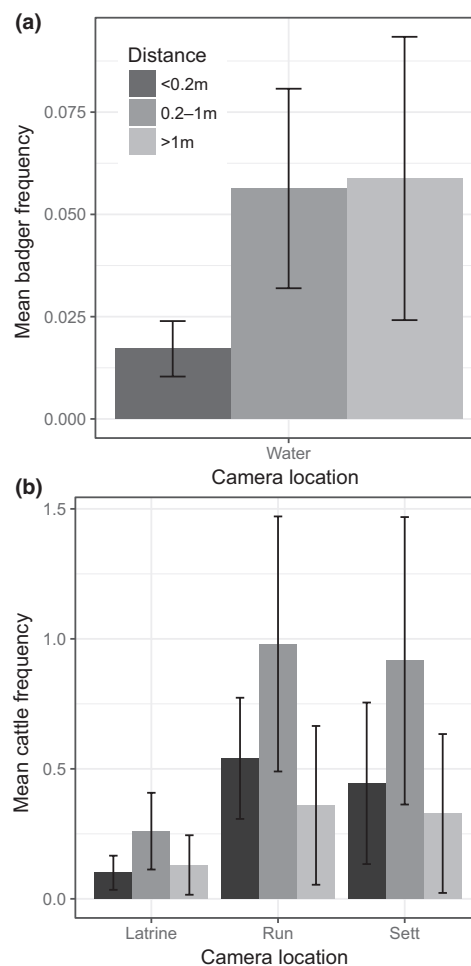 (a)
Distance
<0.2m
0.2–1m
>1m
Mean badger frequency
0.075
0.050
0.025
0.000
Water
Camera location
(b)
Mean cattle frequency
1.5
1.0
0.5
0.0
Latrine Run Sett
Camera location